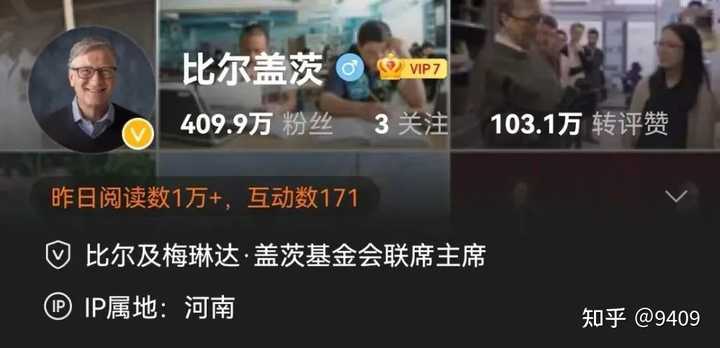 比尔盖茨 VIP 7
409.9万 粉丝 3 关注 103.1万 转评赞
昨日阅读数1万+，互动数171
比尔及梅琳达·盖茨基金会联席主席
IP IP属地：河南
知乎 @9409